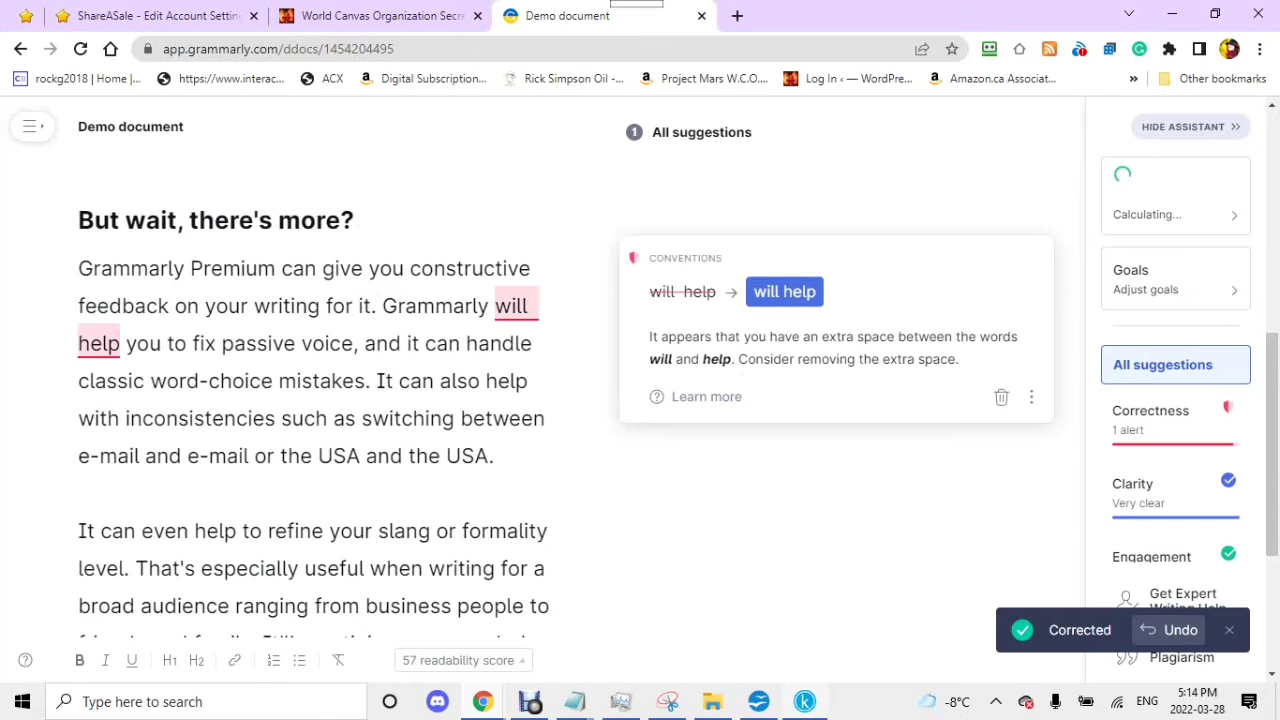 ShareASale - Edit Account Settin
World Canvas Organization Secre
Demo document
app.grammarly.com/ddocs/1454204495
rockg2018 | Home |...
https://www.interac...
ACX
Digital Subscription...
Rick Simpson Oil -...
Project Mars W.C.O....
Log In ‹ — WordPre...
Amazon.ca Associat...
»
Other bookmarks
Demo document
1 All suggestions
HIDE ASSISTANT
Calculating...
Goals
Adjust goals
But wait, there's more?
Grammarly Premium can give you constructive
feedback on your writing for it. Grammarly will
help you to fix passive voice, and it can handle
classic word-choice mistakes. It can also help
with inconsistencies such as switching between
e-mail and e-mail or the USA and the USA.
It can even help to refine your slang or formality
level. That's especially useful when writing for a
broad audience ranging from business people to
CONVENTIONS
will  help → will help
It appears that you have an extra space between the words
will and help. Consider removing the extra space.
Learn more
All suggestions
Correctness
1 alert
Clarity
Very clear
Engagement
Get Expert
Writing Help
Corrected
Undo
Plagiarism
B I U H1 H2
57 readability score
Type here to search
-8°C
ENG
5:14 PM
2022-03-28